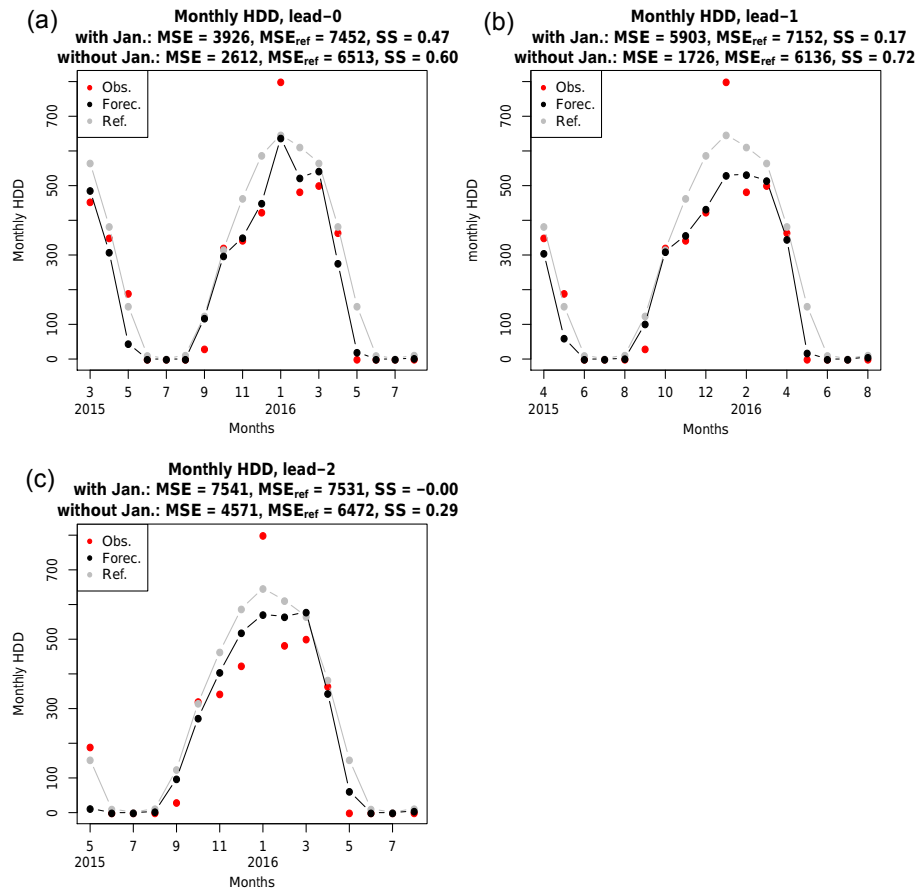 (a)
Monthly HDD, lead−0
with Jan.: MSE = 3926, MSEref = 7452, SS = 0.47
without Jan.: MSE = 2612, MSEref = 6513, SS = 0.60
Obs.
Forec.
Ref.
Monthly HDD
0
300
500
700
3 5 7 9 11 1 3 5 7
2015 2016
Months
(b)
Monthly HDD, lead−1
with Jan.: MSE = 5903, MSEref = 7152, SS = 0.17
without Jan.: MSE = 1726, MSEref = 6136, SS = 0.72
Obs.
Forec.
Ref.
monthly HDD
0
300
500
700
4 6 8 10 12 2 4 6 8
2015 2016
Months
(c)
Monthly HDD, lead−2
with Jan.: MSE = 7541, MSEref = 7531, SS = −0.00
without Jan.: MSE = 4571, MSEref = 6472, SS = 0.29
Obs.
Forec.
Ref.
Monthly HDD
0
100
300
500
700
5 7 9 11 1 3 5 7
2015 2016
Months